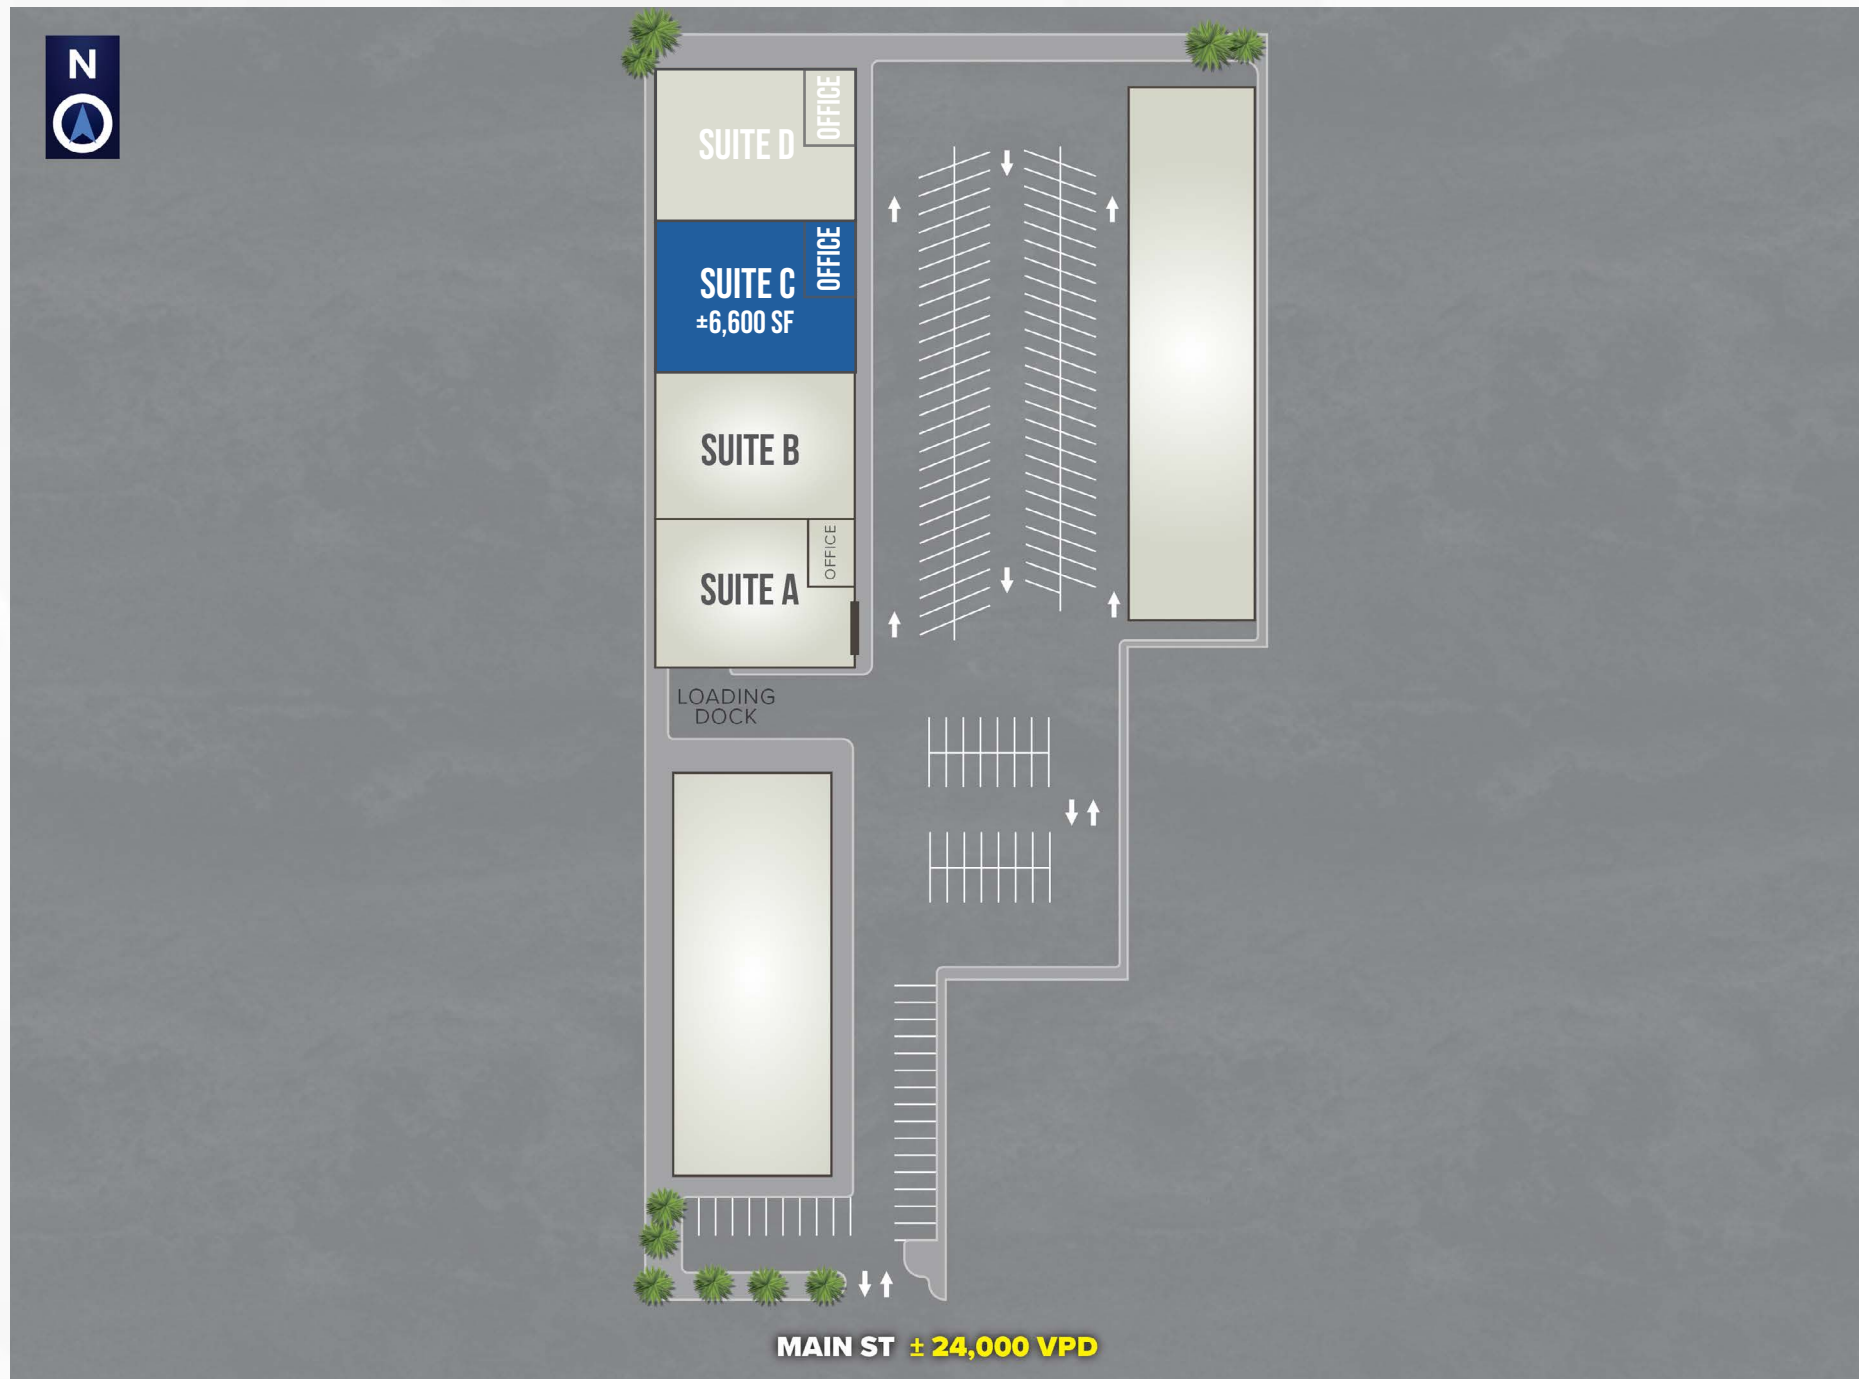 N
SUITE D
OFFICE
SUITE C
±6,600 SF
OFFICE
SUITE B
SUITE A
OFFICE
LOADING
DOCK
MAIN ST ± 24,000 VPD